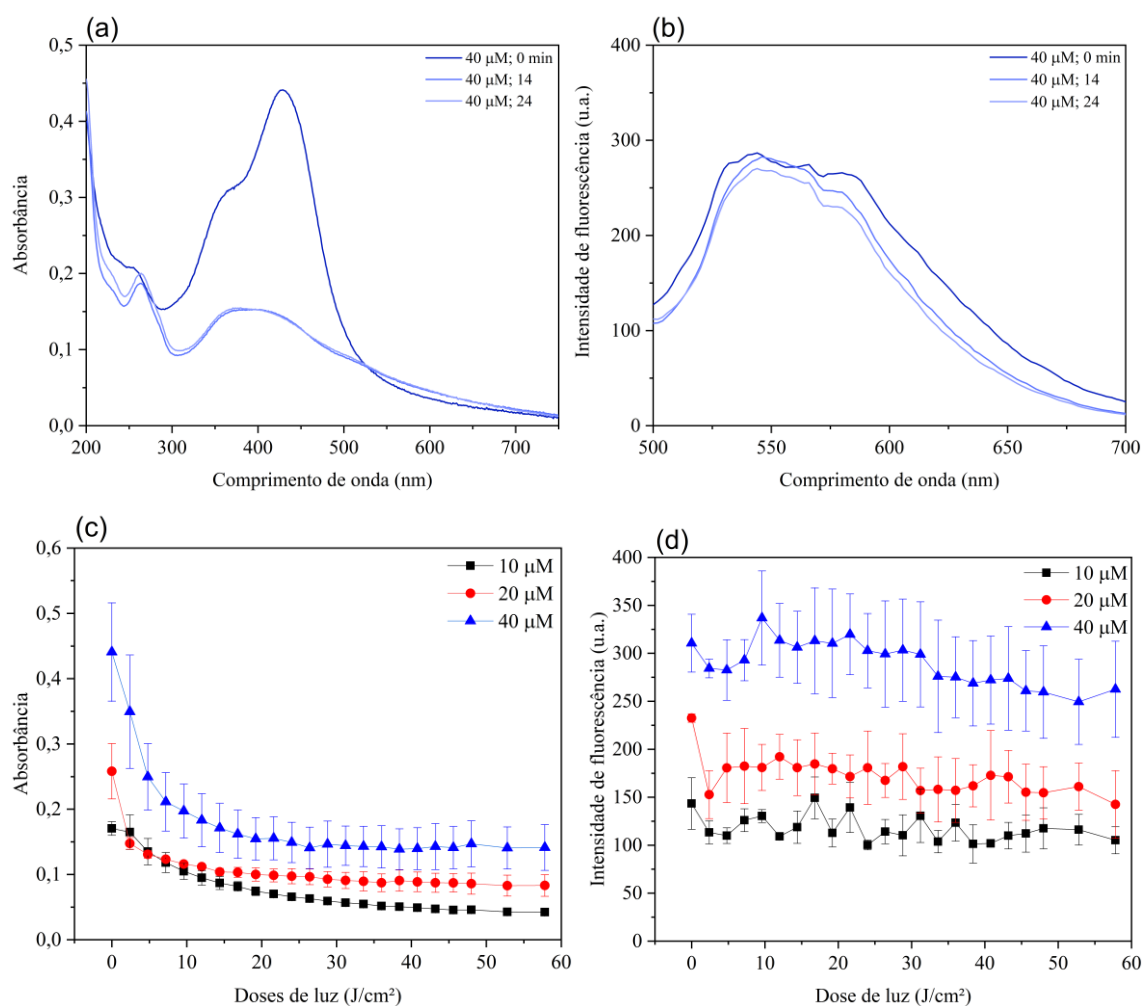 (a)
0,5
0,4
0,3
0,2
0,1
0,0
200 300 400 500 600 700
Absorbância
Comprimento de onda (nm)
40 μM; 0 min
40 μM; 14
40 μM; 24
(b)
400
300
200
100
0
500 550 600 650 700
Intensidade de fluorescência (u.a.)
Comprimento de onda (nm)
40 μM; 0 min
40 μM; 14
40 μM; 24
(c)
0,6
0,5
0,4
0,3
0,2
0,1
0,0
0 10 20 30 40 50 60
Absorbância
Doses de luz (J/cm²)
10 μM
20 μM
40 μM
(d)
400
350
300
250
200
150
100
50
0
0 10 20 30 40 50 60
Intensidade de fluorescência (u.a.)
Dose de luz (J/cm²)
10 μM
20 μM
40 μM